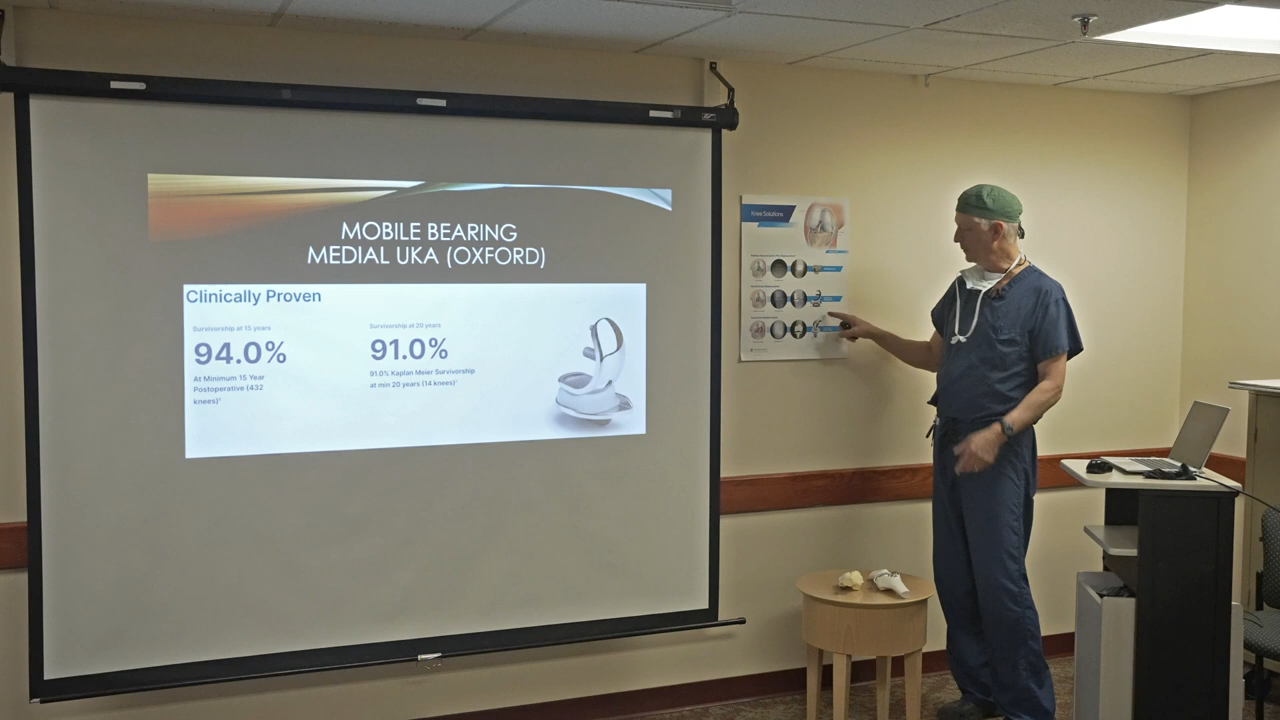 MOBILE BEARING
MEDIAL UKA (OXFORD)
Clinically Proven
Survivorship at 15 years
94.0%
At Minimum 15 Year
Postoperative (432
knees)¹
Survivorship at 20 years
91.0%
91.0% Kaplan Meier Survivorship
at min 20 years (14 knees)¹
Knee Solutions